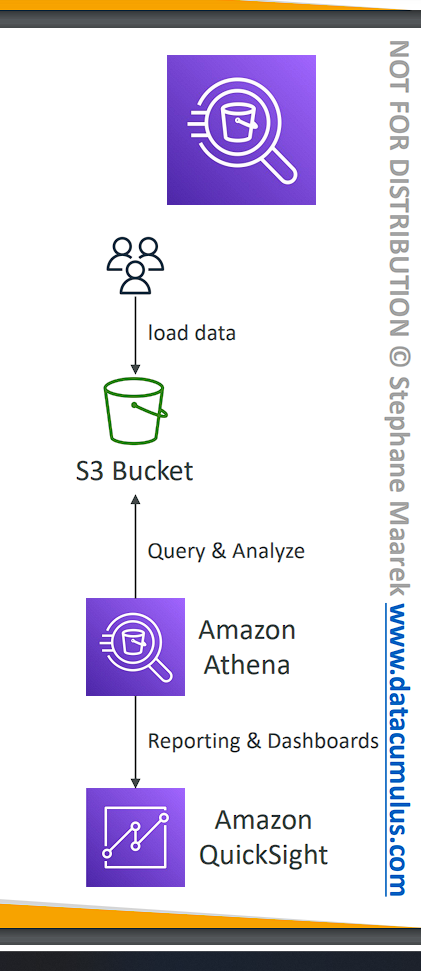 load data
S3 Bucket
Query & Analyze
Amazon
Athena
Reporting & Dashboards
Amazon
QuickSight
NOT FOR DISTRIBUTION © Stephane Maarek www.datacumulus.com